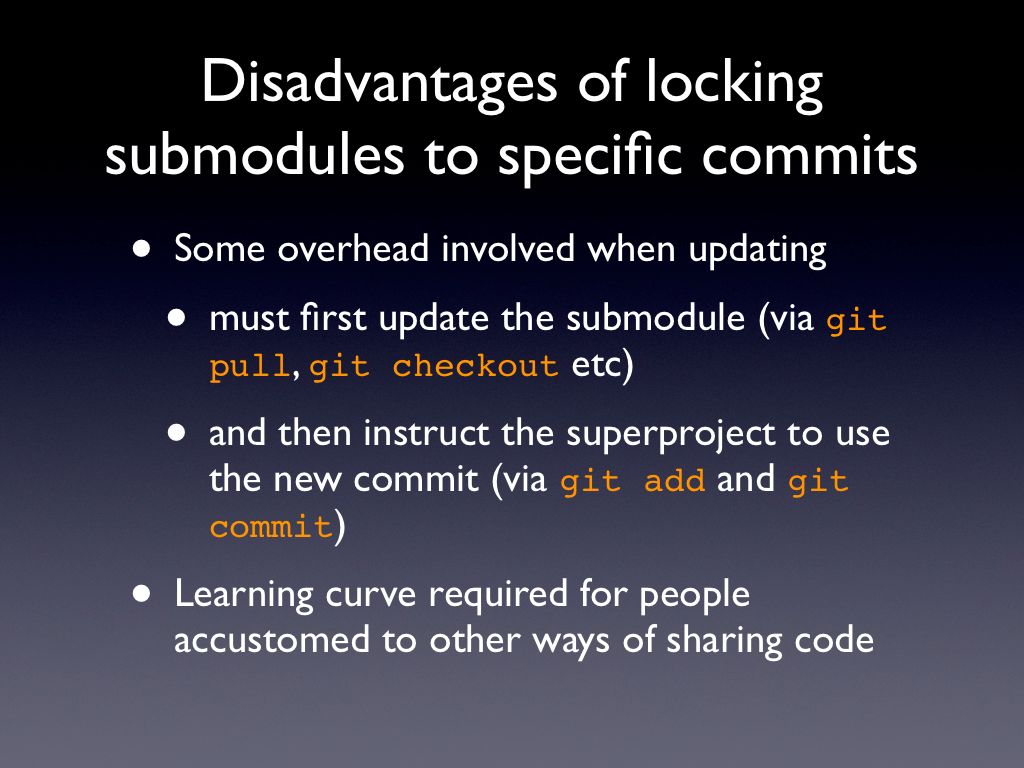 Disadvantages of locking
submodules to specific commits
• Some overhead involved when updating
• must first update the submodule (via git
pull, git checkout etc)
• and then instruct the superproject to use
the new commit (via git add and git
commit)
• Learning curve required for people
accustomed to other ways of sharing code